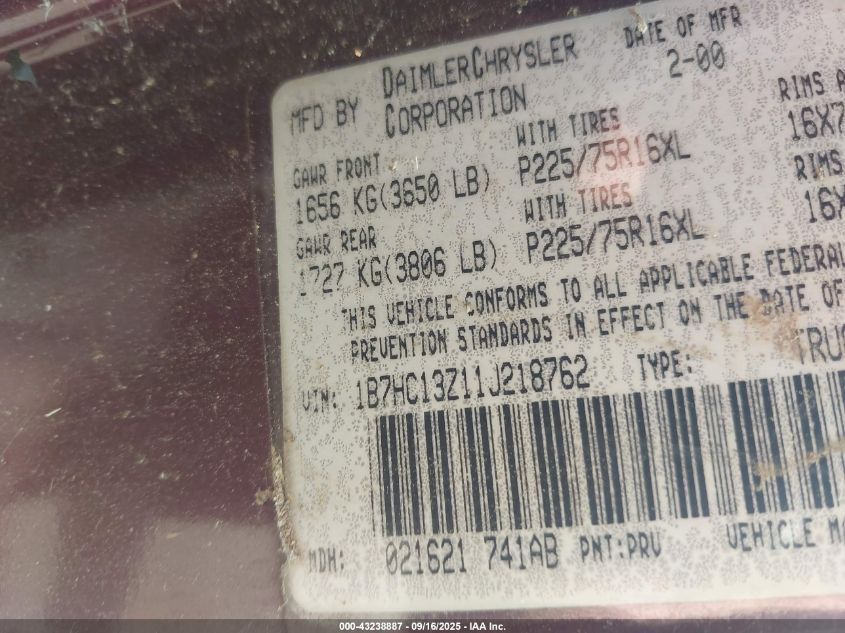 MFD BY DAIMLERCHRYSLER CORPORATION
DATE OF MFR
2-00
GAWR FRONT WITH TIRES RIMS A
1656 KG(3650 LB) P225/75R16XL 16X7
GAWR REAR WITH TIRES RIMS
1727 KG(3806 LB) P225/75R16XL 16X
THIS VEHICLE CONFORMS TO ALL APPLICABLE FEDERAL
PREVENTION STANDARDS IN EFFECT ON THE DATE OF
VIN: 1B7HC13Z11J218762 TYPE: TRUC
MDH: 021621 741AB PNT:PRV VEHICLE M
000-43238887 - 09/16/2025 - IAA Inc.